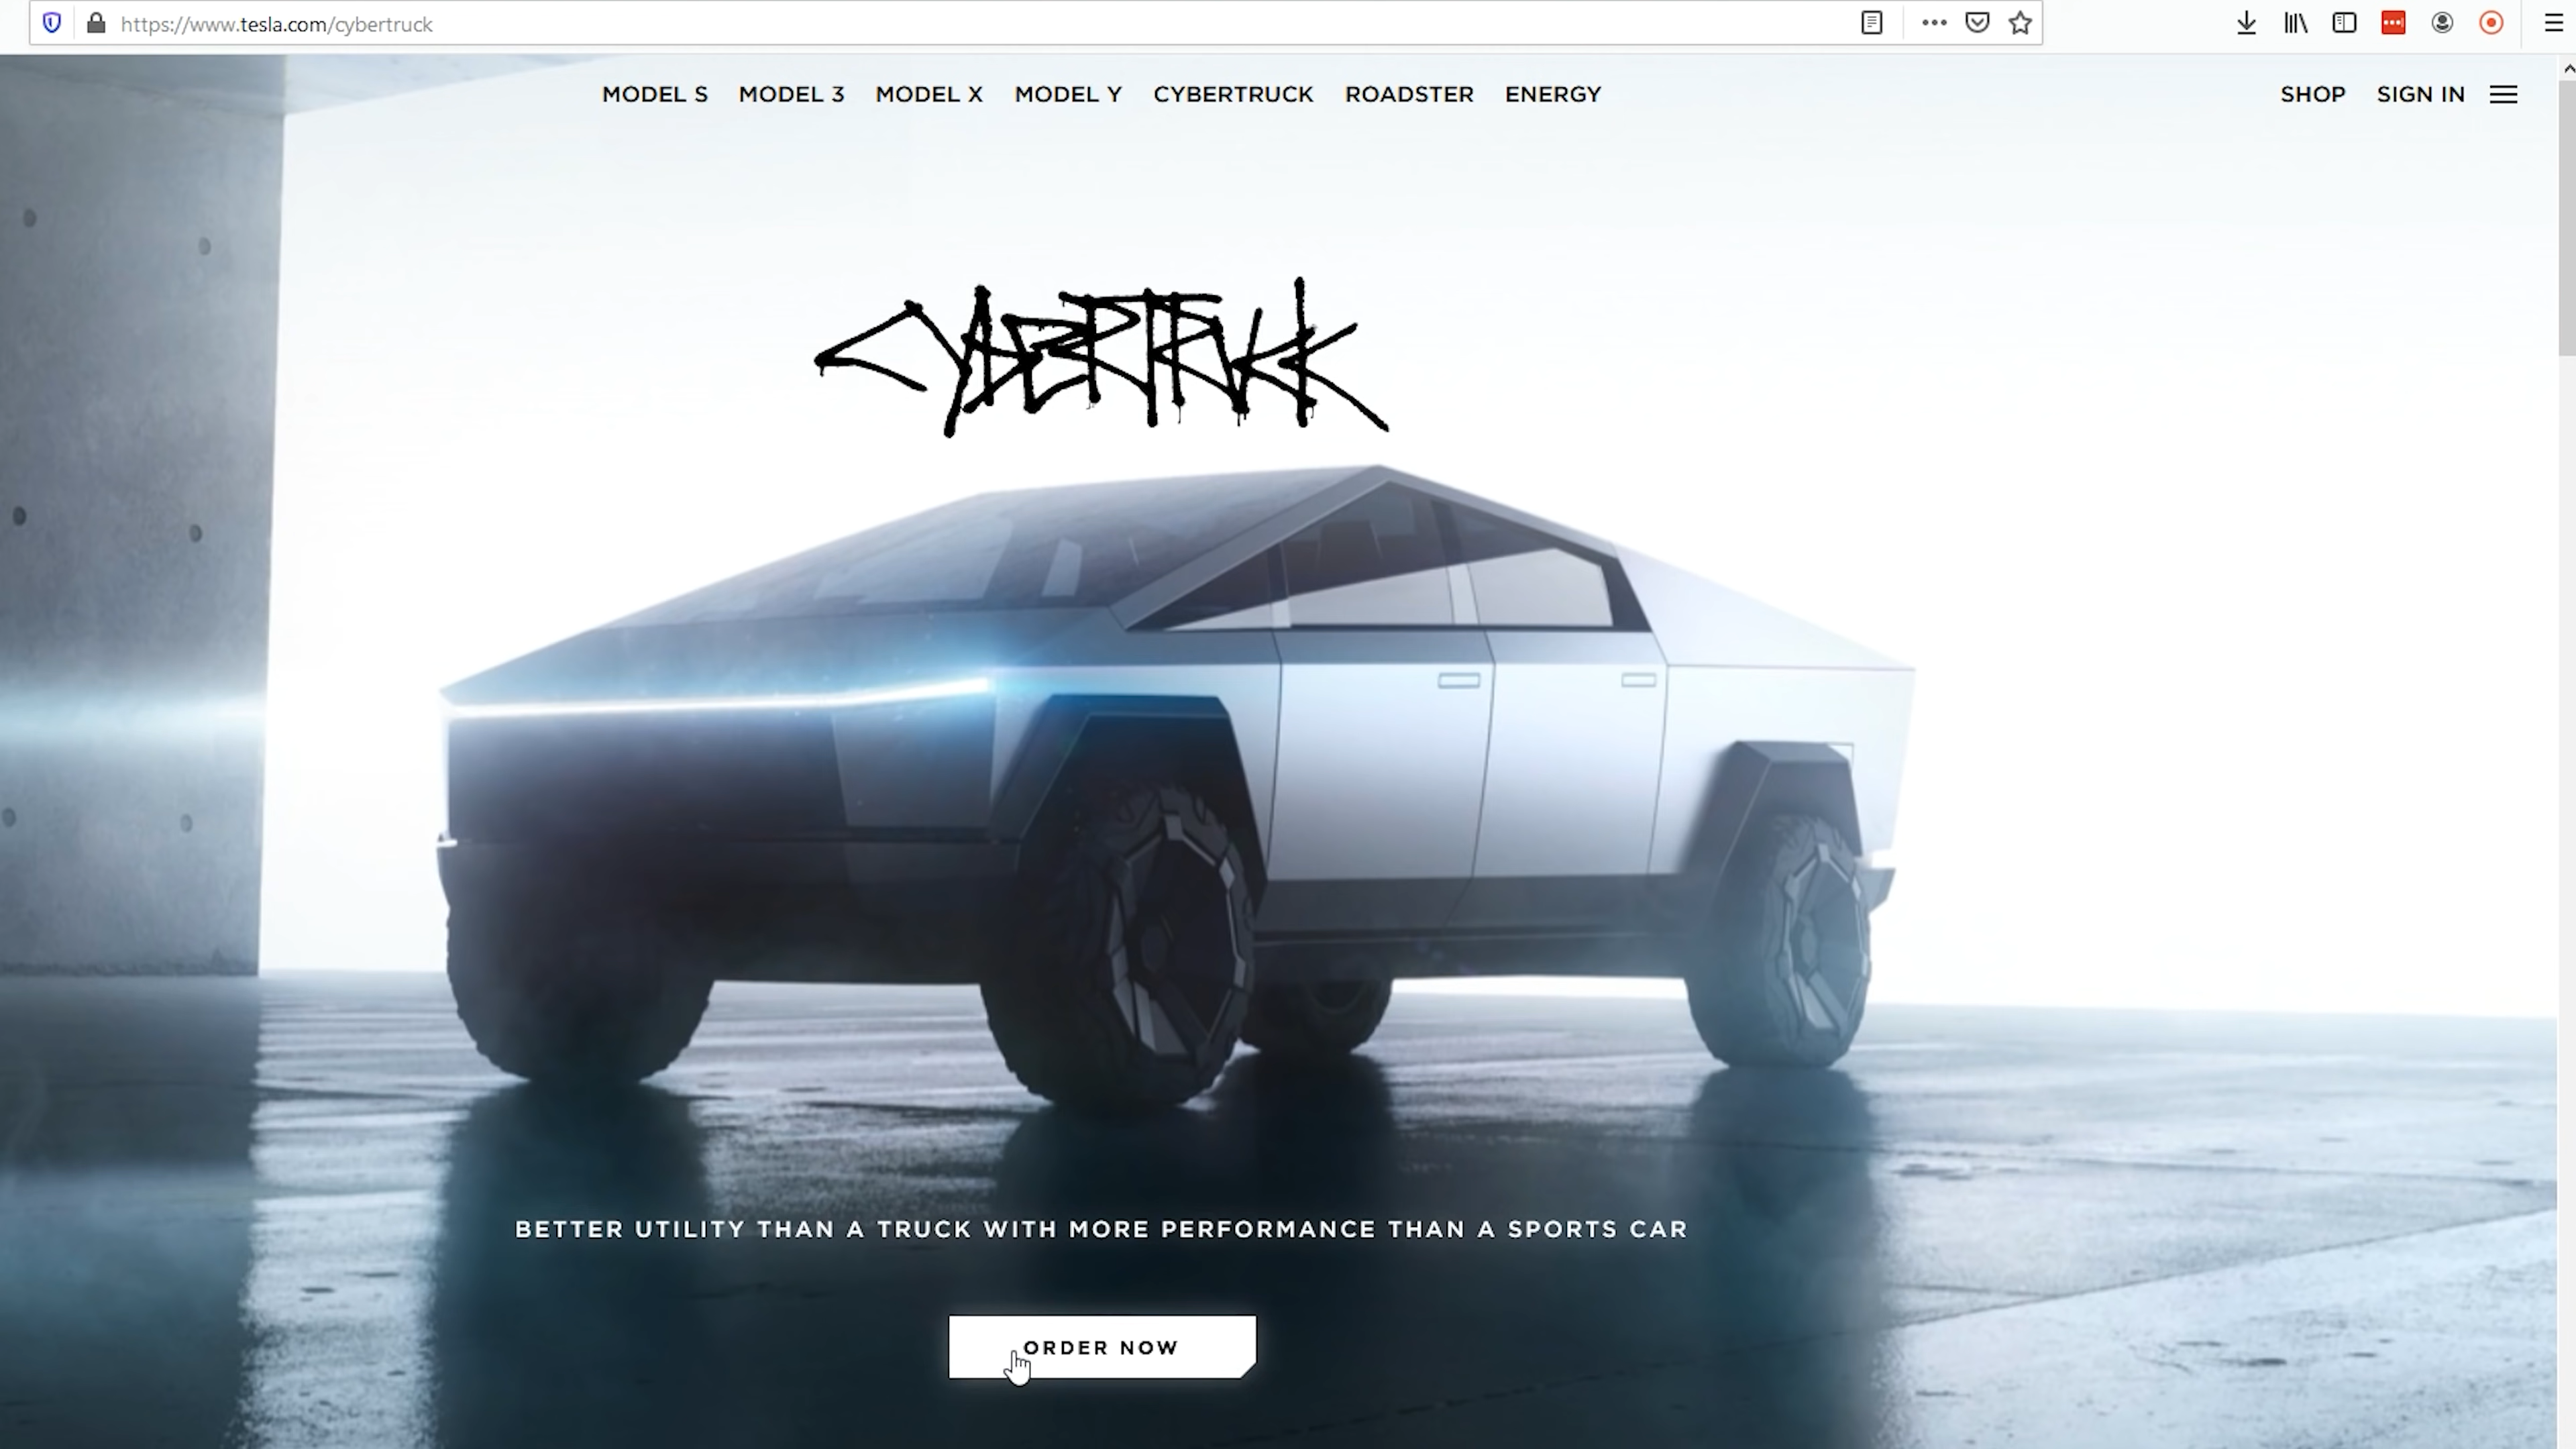 https://www.tesla.com/cybertruck
MODEL S MODEL 3 MODEL X MODEL Y CYBERTRUCK ROADSTER ENERGY SHOP SIGN IN
CYBERTRUCK
BETTER UTILITY THAN A TRUCK WITH MORE PERFORMANCE THAN A SPORTS CAR
ORDER NOW